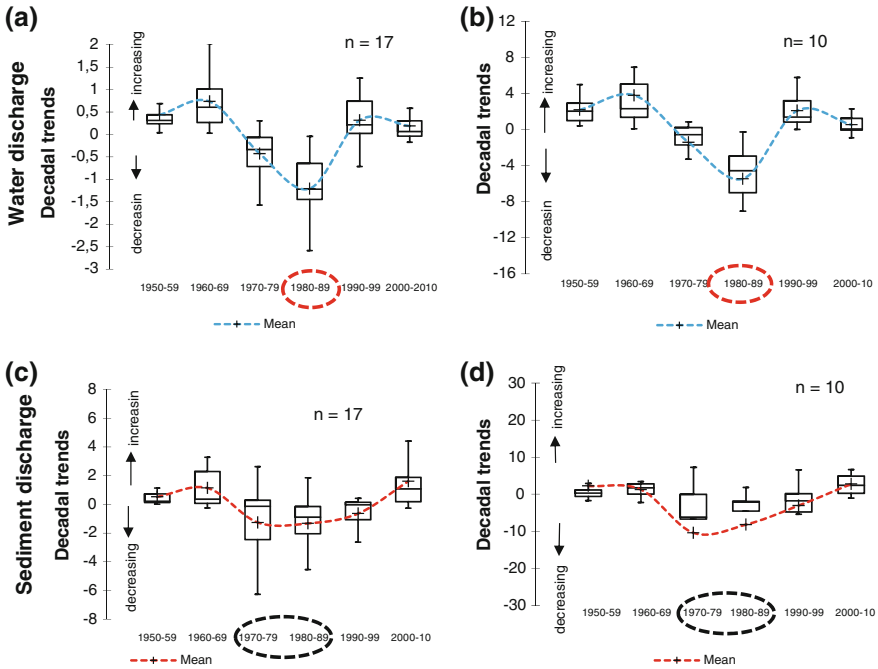 (a)
Water discharge
Decadal trends
increasing
decreasin
n = 17
2
1,5
1
0,5
0
-0,5
-1
-1,5
-2
-2,5
-3
1950-59 1960-69 1970-79 1980-89 1990-99 2000-2010
Mean
(b)
Decadal trends
increasing
decreasin
n= 10
12
8
4
0
-4
-8
-12
-16
1950-59 1960-69 1970-79 1980-89 1990-99 2000-10
Mean
(c)
Sediment discharge
Decadal trends
increasin
decreasing
n = 17
8
6
4
2
0
-2
-4
-6
-8
1950-59 1960-69 1970-79 1980-89 1990-99 2000-10
Mean
(d)
Decadal trends
increasing
decreasing
n = 10
30
20
10
0
-10
-20
-30
1950-59 1960-69 1970-79 1980-89 1990-99 2000-10
Mean